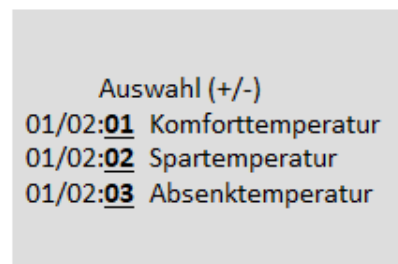 Auswahl (+/-)
01/02:01 Komforttemperatur
01/02:02 Spartemperatur
01/02:03 Absenktemperatur